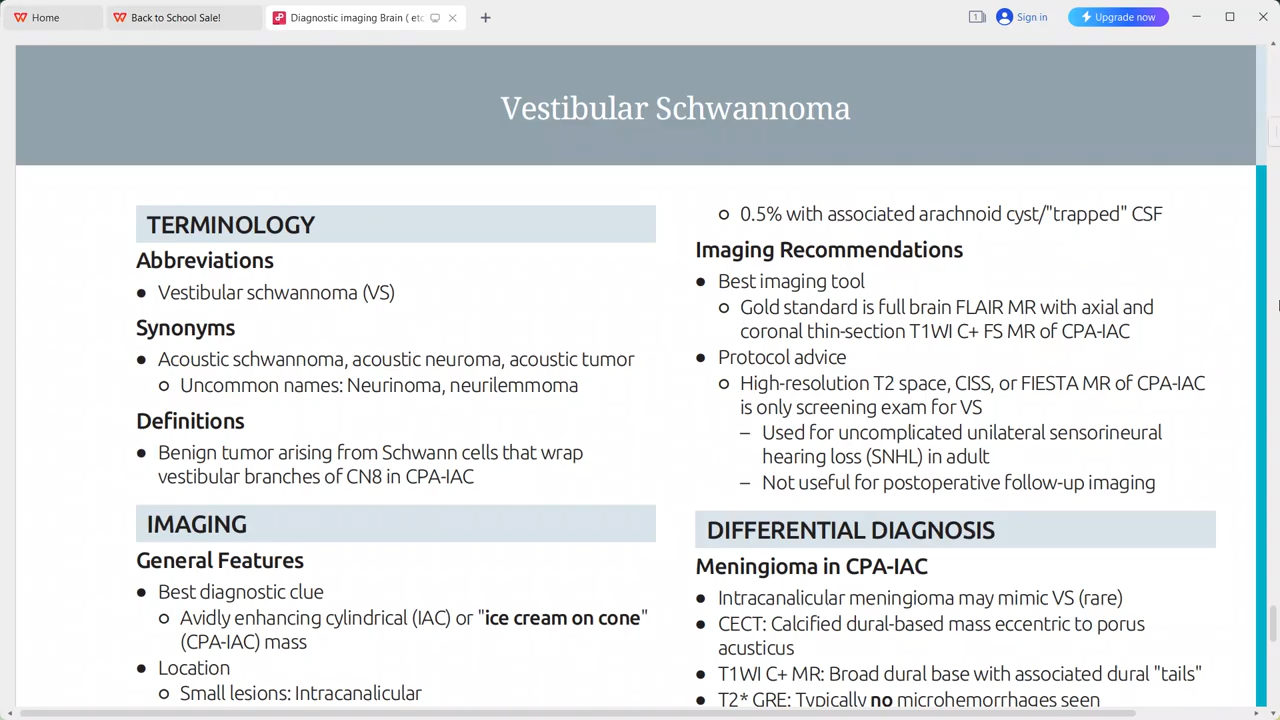 Home
Back to School Sale!
Diagnostic imaging Brain ( etc
1
Sign in
Upgrade now
Vestibular Schwannoma
TERMINOLOGY
Abbreviations
• Vestibular schwannoma (VS)
Synonyms
• Acoustic schwannoma, acoustic neuroma, acoustic tumor
○ Uncommon names: Neurinoma, neurilemmoma
Definitions
• Benign tumor arising from Schwann cells that wrap
vestibular branches of CN8 in CPA-IAC
IMAGING
General Features
• Best diagnostic clue
○ Avidly enhancing cylindrical (IAC) or "ice cream on cone"
(CPA-IAC) mass
• Location
○ Small lesions: Intracanalicular
○ 0.5% with associated arachnoid cyst/"trapped" CSF
Imaging Recommendations
• Best imaging tool
○ Gold standard is full brain FLAIR MR with axial and
coronal thin-section T1WI C+ FS MR of CPA-IAC
• Protocol advice
○ High-resolution T2 space, CISS, or FIESTA MR of CPA-IAC
is only screening exam for VS
– Used for uncomplicated unilateral sensorineural
hearing loss (SNHL) in adult
– Not useful for postoperative follow-up imaging
DIFFERENTIAL DIAGNOSIS
Meningioma in CPA-IAC
• Intracanalicular meningioma may mimic VS (rare)
• CECT: Calcified dural-based mass eccentric to porus
acusticus
• T1WI C+ MR: Broad dural base with associated dural "tails"
• T2* GRE: Typically no microhemorrhages seen